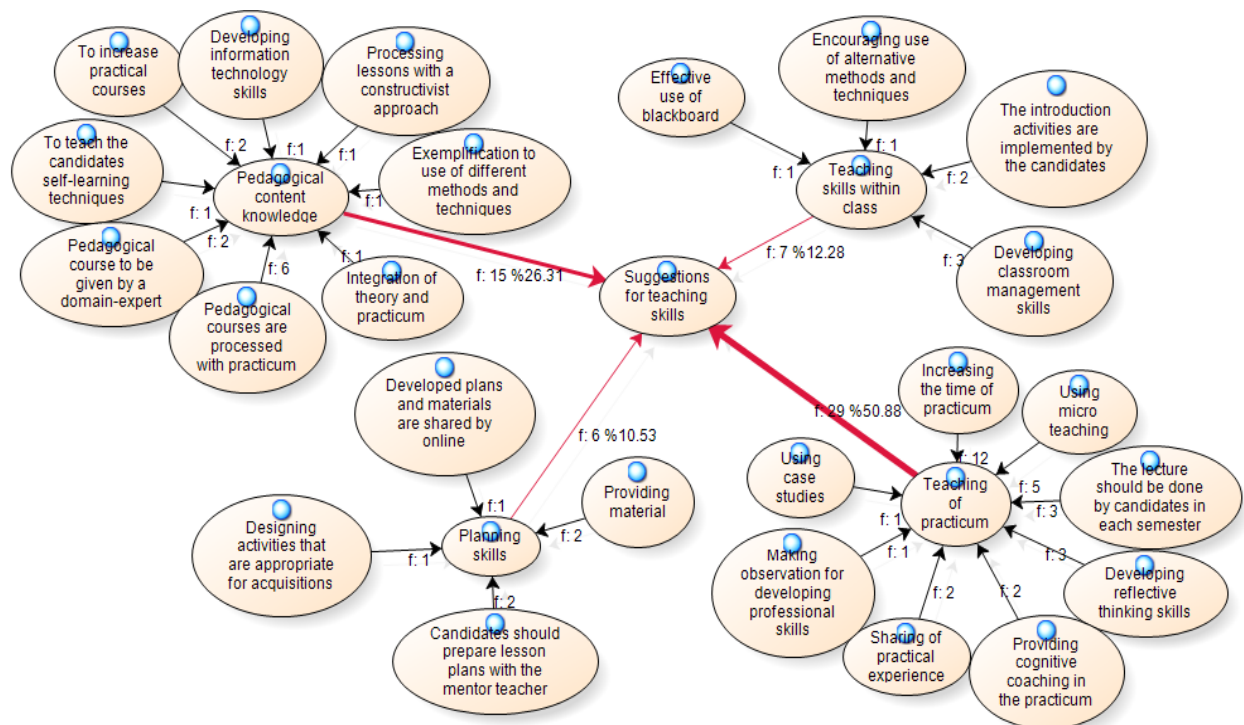 To increase
practical
courses
f: 2
Developing
information
technology
skills
f:1
Processing
lessons with a
constructivist
approach
f:1
To teach the
candidates
self-learning
techniques
f: 1
Exemplification to
use of different
methods and
techniques
f:1
Pedagogical
content
knowledge
Pedagogical
course to be
given by a
domain-expert
f: 2
Pedagogical
courses are
processed
with practicum
f: 6
Integration of
theory and
practicum
f: 1
f: 15 %26.31
Effective
use of
blackboard
f: 1
Encouraging use
of alternative
methods and
techniques
f: 1
The introduction
activities are
implemented by
the candidates
f: 2
Teaching
skills within
class
Developing
classroom
management
skills
f: 3
f: 7 %12.28
Suggestions
for teaching
skills
Developed plans
and materials
are shared by
online
f:1
f: 6 %10.53
Providing
material
f: 2
Designing
activities that
are appropriate
for acquisitions
f: 1
Planning
skills
f: 2
Candidates should
prepare lesson
plans with the
mentor teacher
f: 29 %50.88
Increasing
the time of
practicum
f: 12
Using
micro
teaching
f: 5
Using
case
studies
f: 1
Teaching
of
practicum
The lecture
should be done
by candidates in
each semester
f: 3
Making
observation for
developing
professional
skills
f: 1
Sharing of
practical
experience
f: 2
Providing
cognitive
coaching in
the practicum
f: 2
Developing
reflective
thinking skills
f: 3